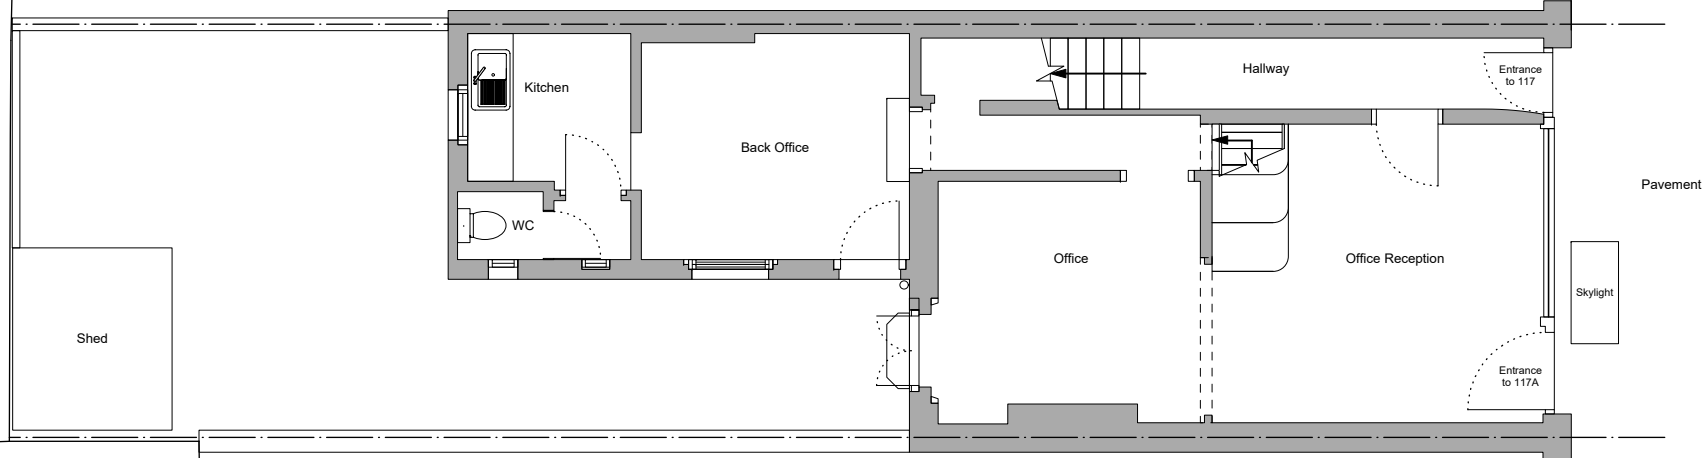 Hallway
Entrance
to 117
Kitchen
Back Office
Pavement
WC
Office
Office Reception
Skylight
Shed
Entrance
to 117A